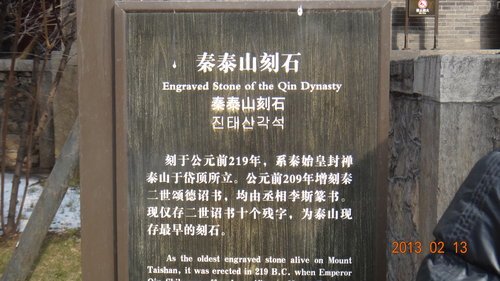 秦泰山刻石
Engraved Stone of the Qin Dynasty
秦泰山刻石
진태산각석
刻于公元前219年，系秦始皇封禅
泰山于岱顶所立。公元前209年增刻秦
二世颂德诏书，均由丞相李斯篆书。
现仅存二世诏书十个残字，为泰山现
存最早的刻石。
As the oldest engraved stone alive on Mount
Taishan, it was erected in 219 B.C. when Emperor
2013 02 13